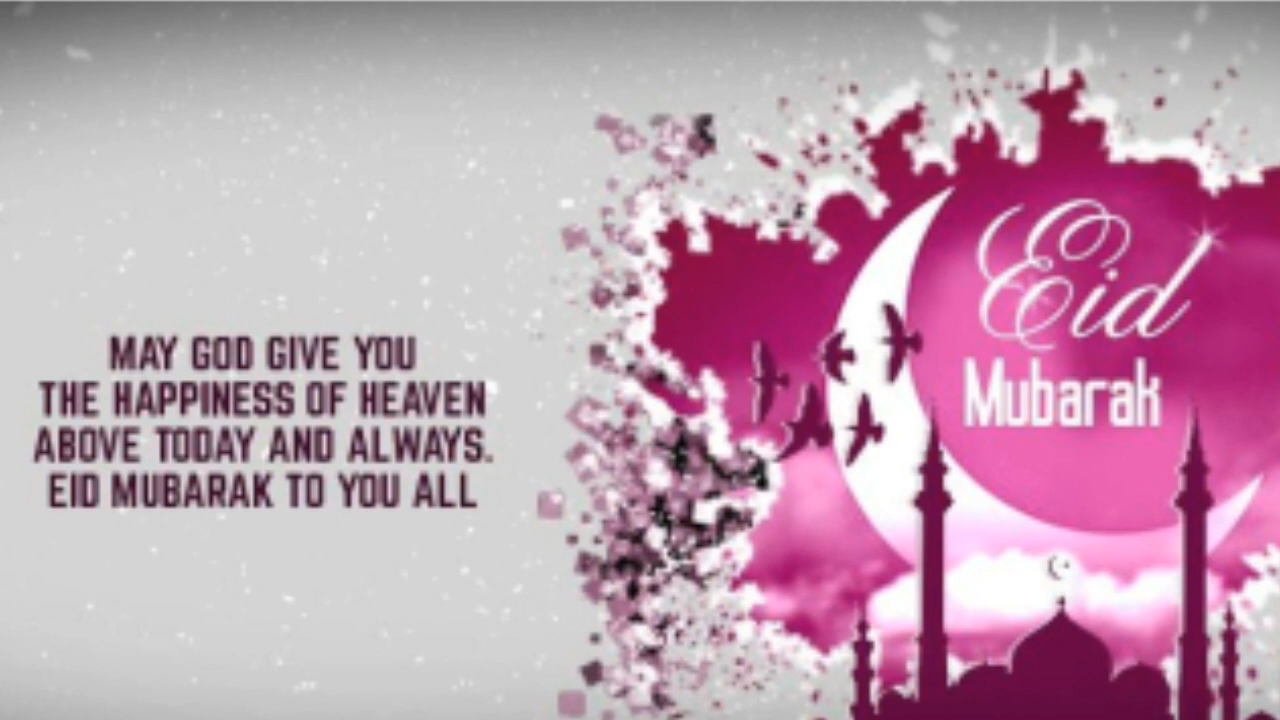 MAY GOD GIVE YOU
THE HAPPINESS OF HEAVEN
ABOVE TODAY AND ALWAYS.
EID MUBARAK TO YOU ALL
Eid
Mubarak